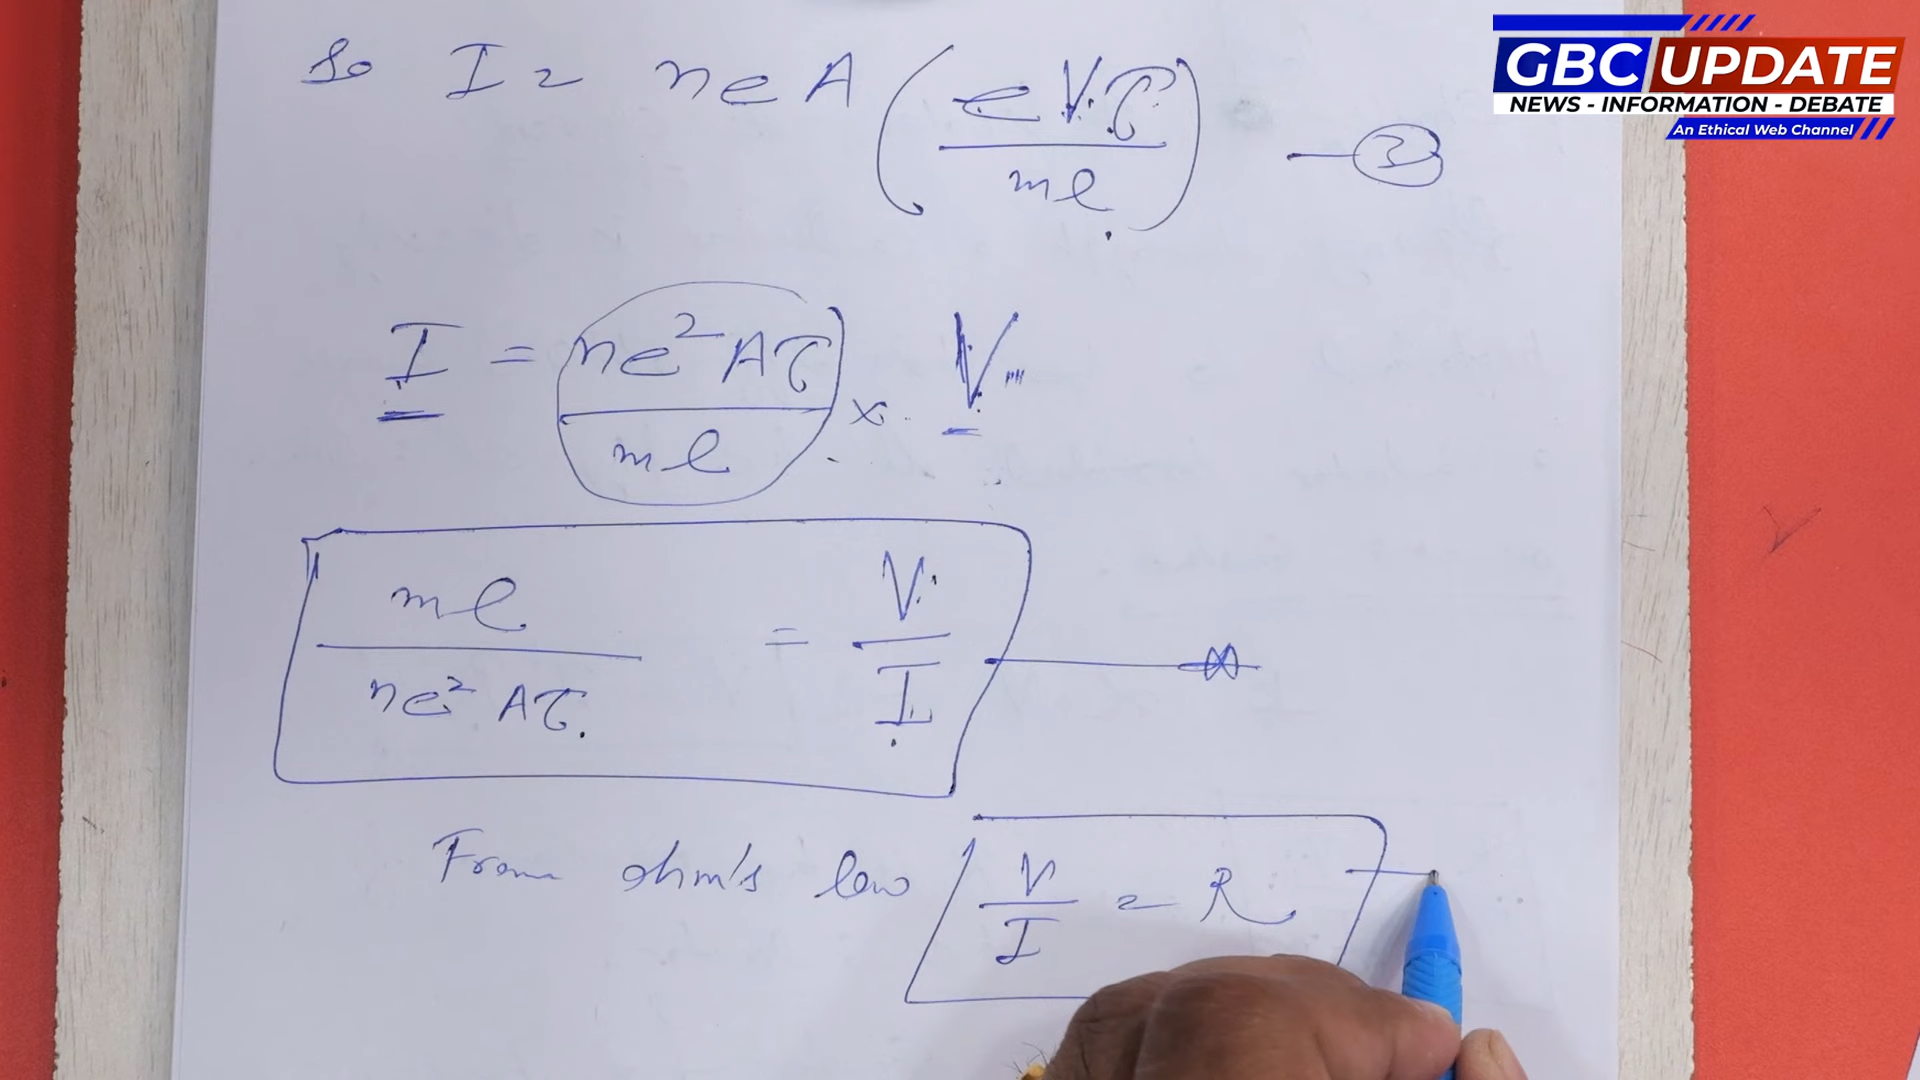 GBC UPDATE
NEWS - INFORMATION - DEBATE
An Ethical Web Channel
So I = neA (eVτ / ml) — ③
I = ne²Aτ / ml × V
ml / ne²Aτ = V / I
From ohm's law V / I = R